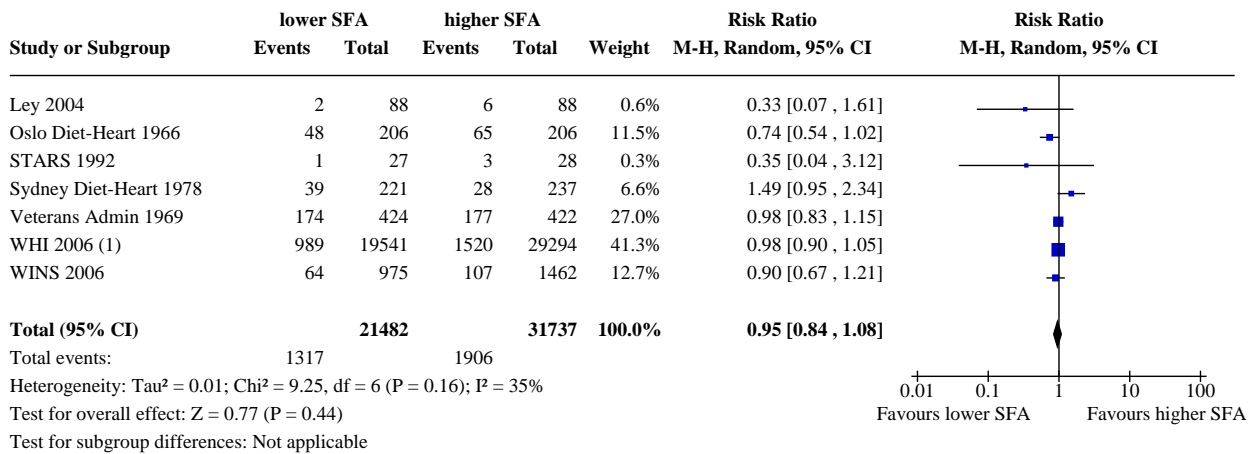 lower SFA higher SFA Risk Ratio Risk Ratio
Study or Subgroup Events Total Events Total Weight M-H, Random, 95% CI M-H, Random, 95% CI
Ley 2004 2 88 6 88 0.6% 0.33 [0.07 , 1.61]
Oslo Diet-Heart 1966 48 206 65 206 11.5% 0.74 [0.54 , 1.02]
STARS 1992 1 27 3 28 0.3% 0.35 [0.04 , 3.12]
Sydney Diet-Heart 1978 39 221 28 237 6.6% 1.49 [0.95 , 2.34]
Veterans Admin 1969 174 424 177 422 27.0% 0.98 [0.83 , 1.15]
WHI 2006 (1) 989 19541 1520 29294 41.3% 0.98 [0.90 , 1.05]
WINS 2006 64 975 107 1462 12.7% 0.90 [0.67 , 1.21]
Total (95% CI) 21482 31737 100.0% 0.95 [0.84 , 1.08]
Total events: 1317 1906
Heterogeneity: Tau² = 0.01; Chi² = 9.25, df = 6 (P = 0.16); I² = 35%
Test for overall effect: Z = 0.77 (P = 0.44)
Test for subgroup differences: Not applicable
0.01 0.1 1 10 100
Favours lower SFA Favours higher SFA